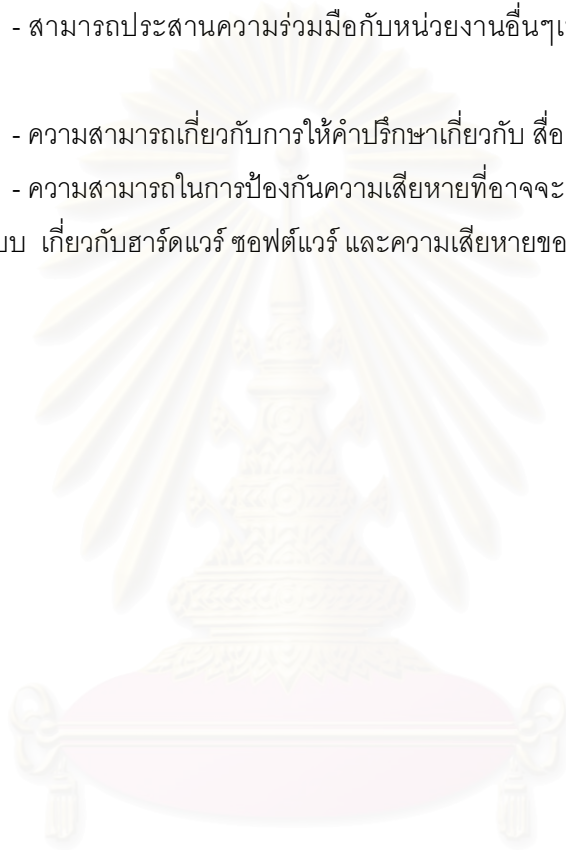 - สามารถประสานความร่วมมือกับหน่วยงานอื่นๆ
- ความสามารถเกี่ยวกับการให้คำปรึกษาเกี่ยวกับ สื่อ
- ความสามารถในการป้องกันความเสียหายที่อาจจะ
เกี่ยวกับฮาร์ดแวร์ ซอฟต์แวร์ และความเสียหายขอ